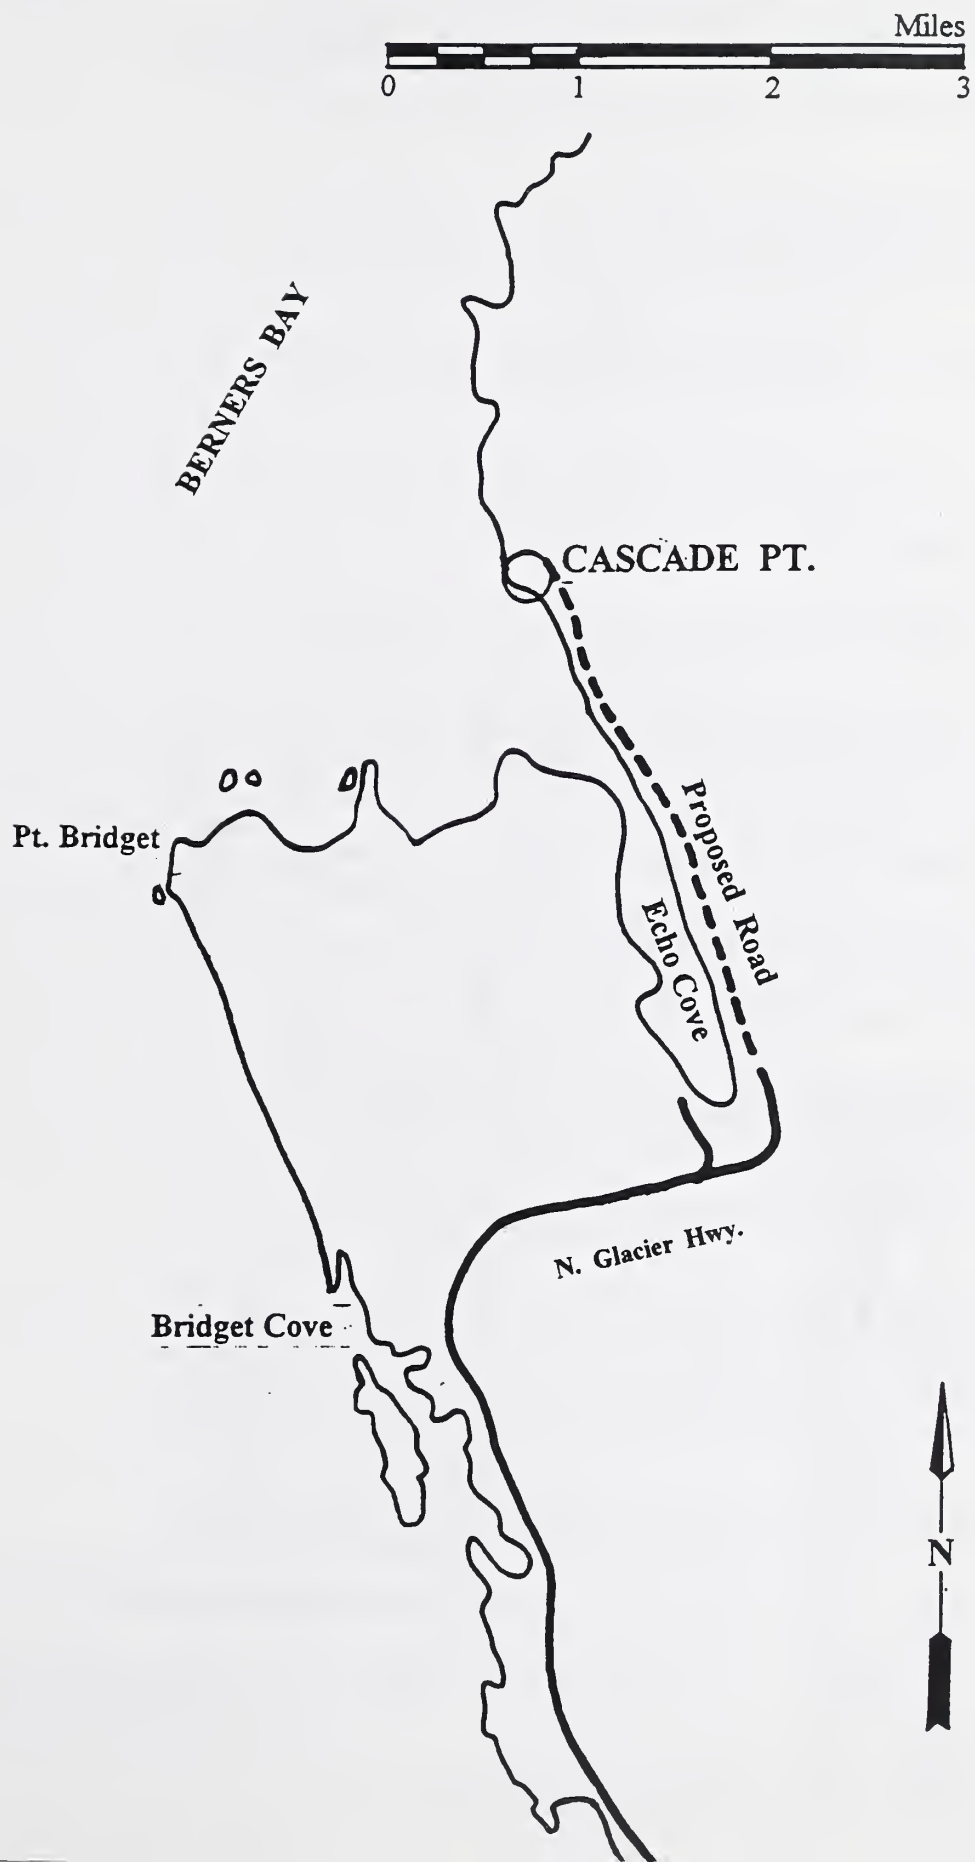 Miles
0 1 2 3
BERNERS BAY
CASCADE PT.
Proposed Road
Pt. Bridget
Echo Cove
N. Glacier Hwy.
Bridget Cove
N